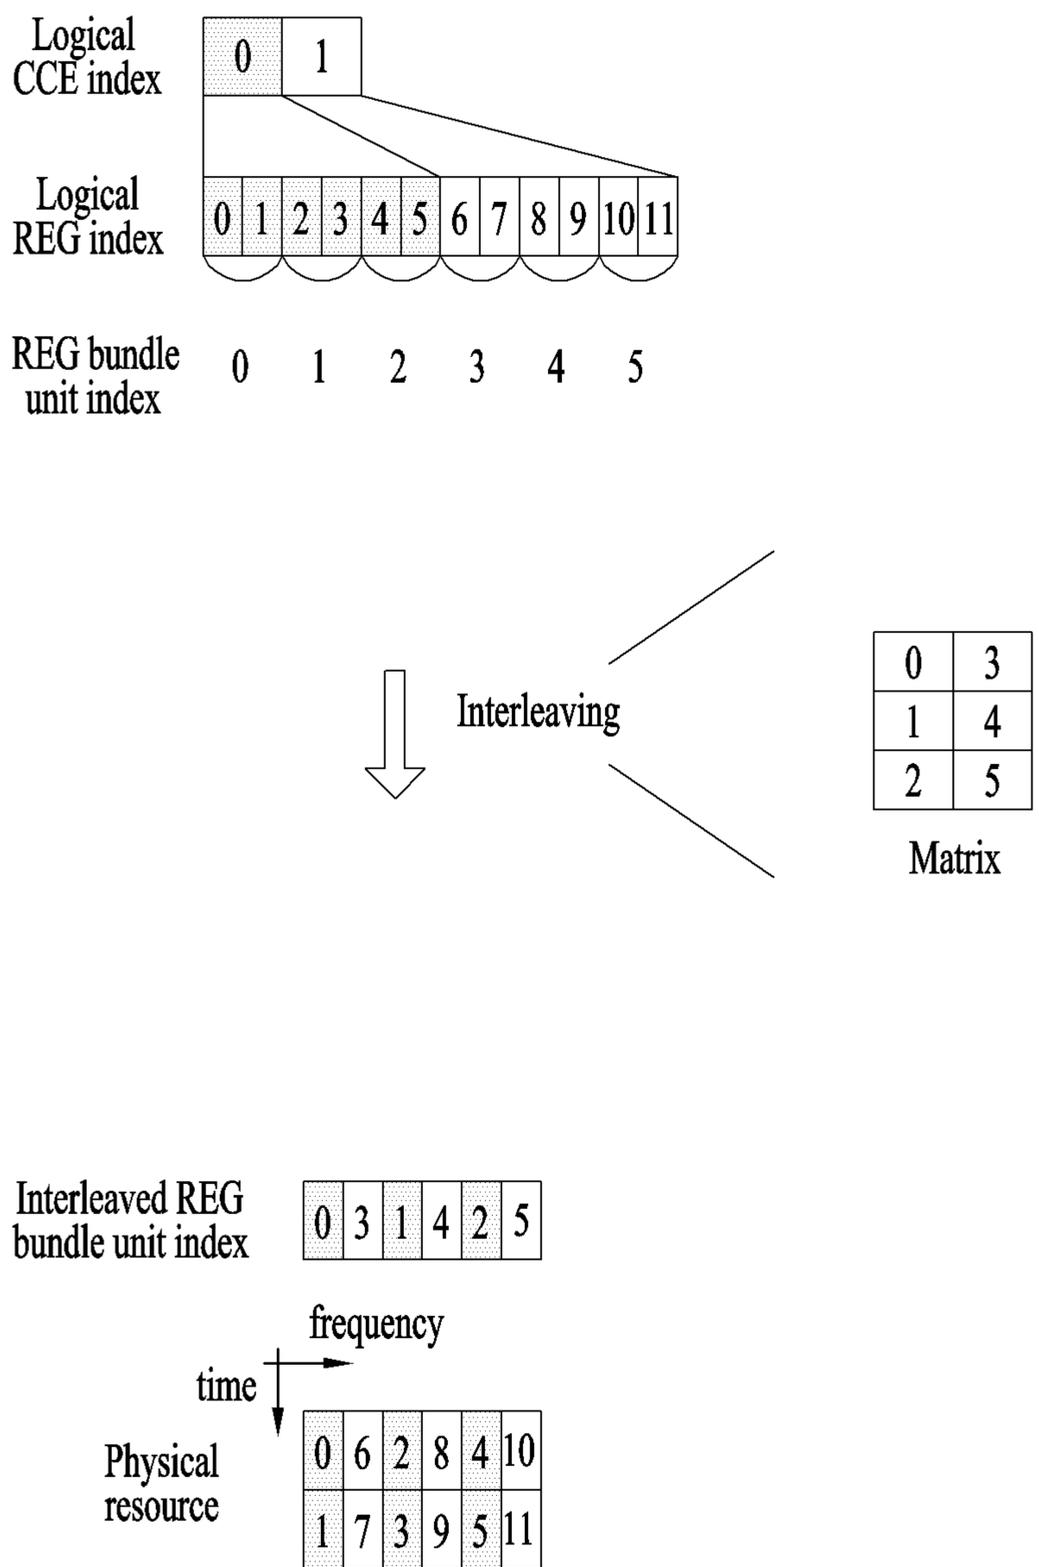 Logical
CCE index
0 1
Logical
REG index
0 1 2 3 4 5 6 7 8 9 10 11
REG bundle
unit index
0 1 2 3 4 5
Interleaving
0 3
1 4
2 5
Matrix
Interleaved REG
bundle unit index
0 3 1 4 2 5
frequency
time
Physical
resource
0 6 2 8 4 10
1 7 3 9 5 11